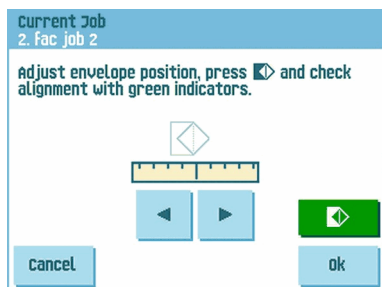 Current Job
2. Fac job 2
Adjust envelope position, press and check
alignment with green indicators.
Cancel
Ok